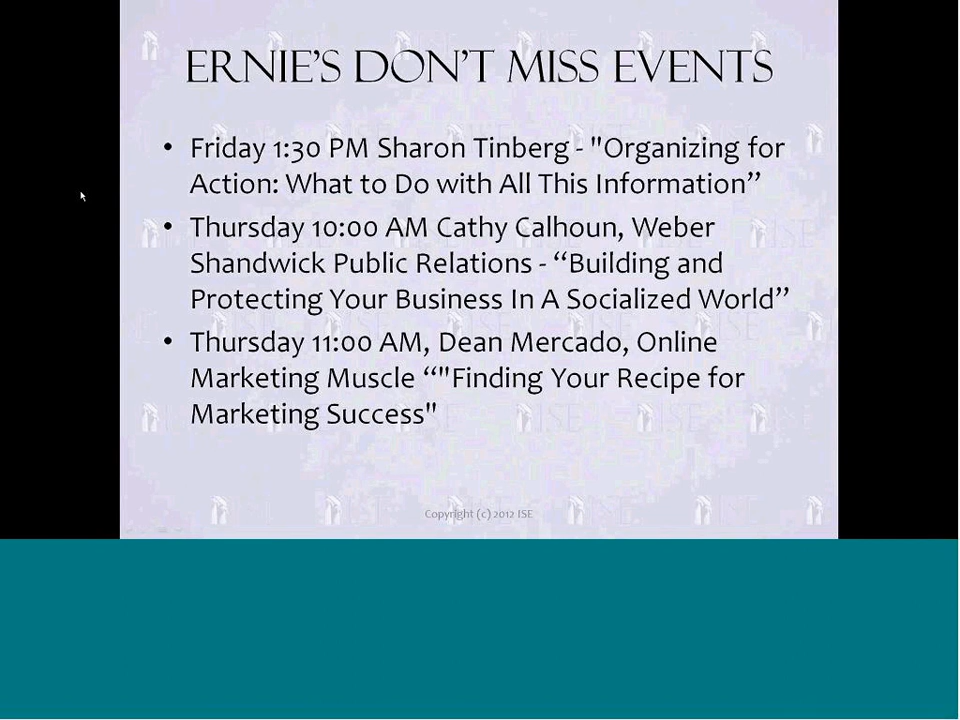 ERNIE’S DON’T MISS EVENTS
• Friday 1:30 PM Sharon Tinberg - "Organizing for
Action: What to Do with All This Information”
• Thursday 10:00 AM Cathy Calhoun, Weber
Shandwick Public Relations - “Building and
Protecting Your Business In A Socialized World”
• Thursday 11:00 AM, Dean Mercado, Online
Marketing Muscle “"Finding Your Recipe for
Marketing Success"
Copyright (c) 2012 ISE